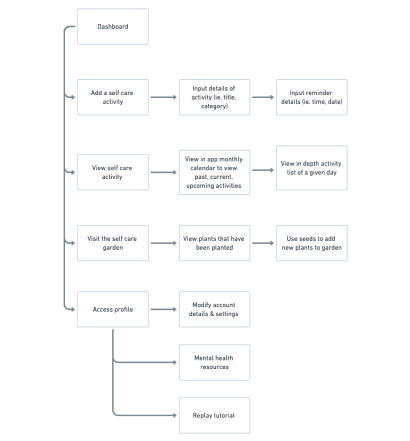 Dashboard
Add a self care
activity
Input details of
activity (ie. title,
category)
Input reminder
details (ie. time, date)
View self care
activity
View in app monthly
calendar to view
past, current,
upcoming activities
View in depth activity
list of a given day
Visit the self care
garden
View plants that have
been planted
Use seeds to add
new plants to garden
Access profile
Modify account
details & settings
Mental health
resources
Replay tutorial